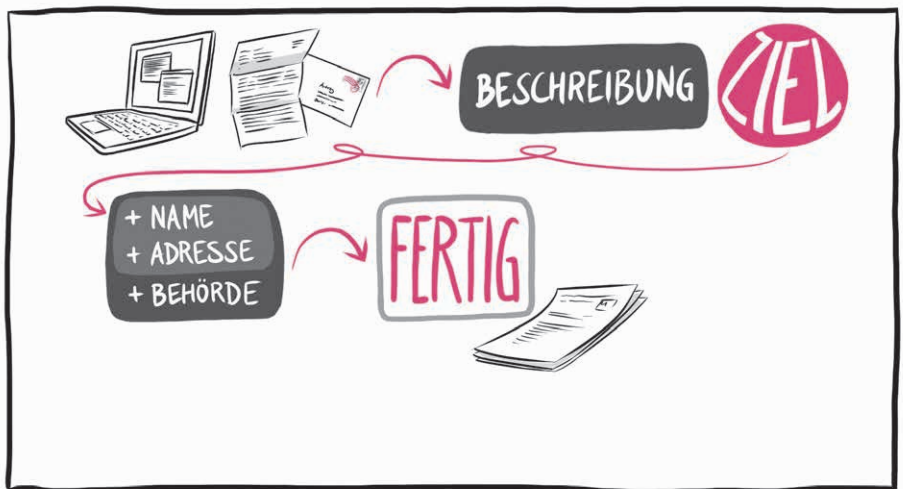 BESCHREIBUNG
ZIEL
+ NAME
+ ADRESSE
+ BEHÖRDE
FERTIG